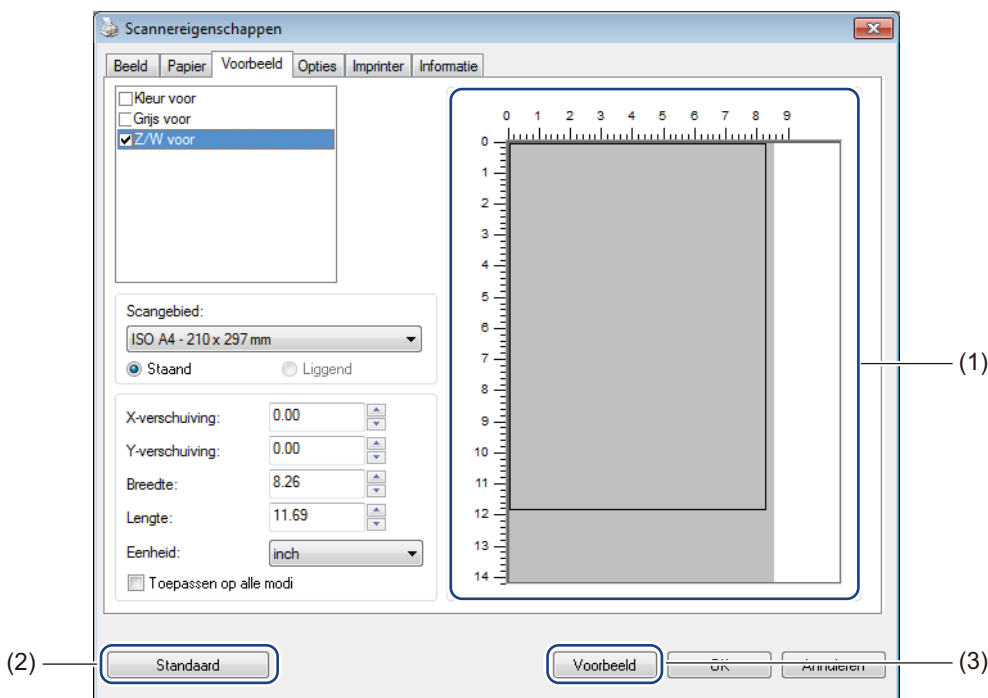 Scannereigenschappen
Beeld Papier Voorbeeld Opties Imprinter Informatie
Kleur voor
Grijs voor
Z/W voor
0 1 2 3 4 5 6 7 8 9
0
1
2
3
4
5
6
7
8
9
10
11
12
13
14
(1)
Scangebied:
ISO A4 - 210 x 297 mm
Staand Liggend
X-verschuiving: 0.00
Y-verschuiving: 0.00
Breedte: 8.26
Lengte: 11.69
Eenheid: inch
Toepassen op alle modi
(2) Standaard Voorbeeld OK Annuleren (3)